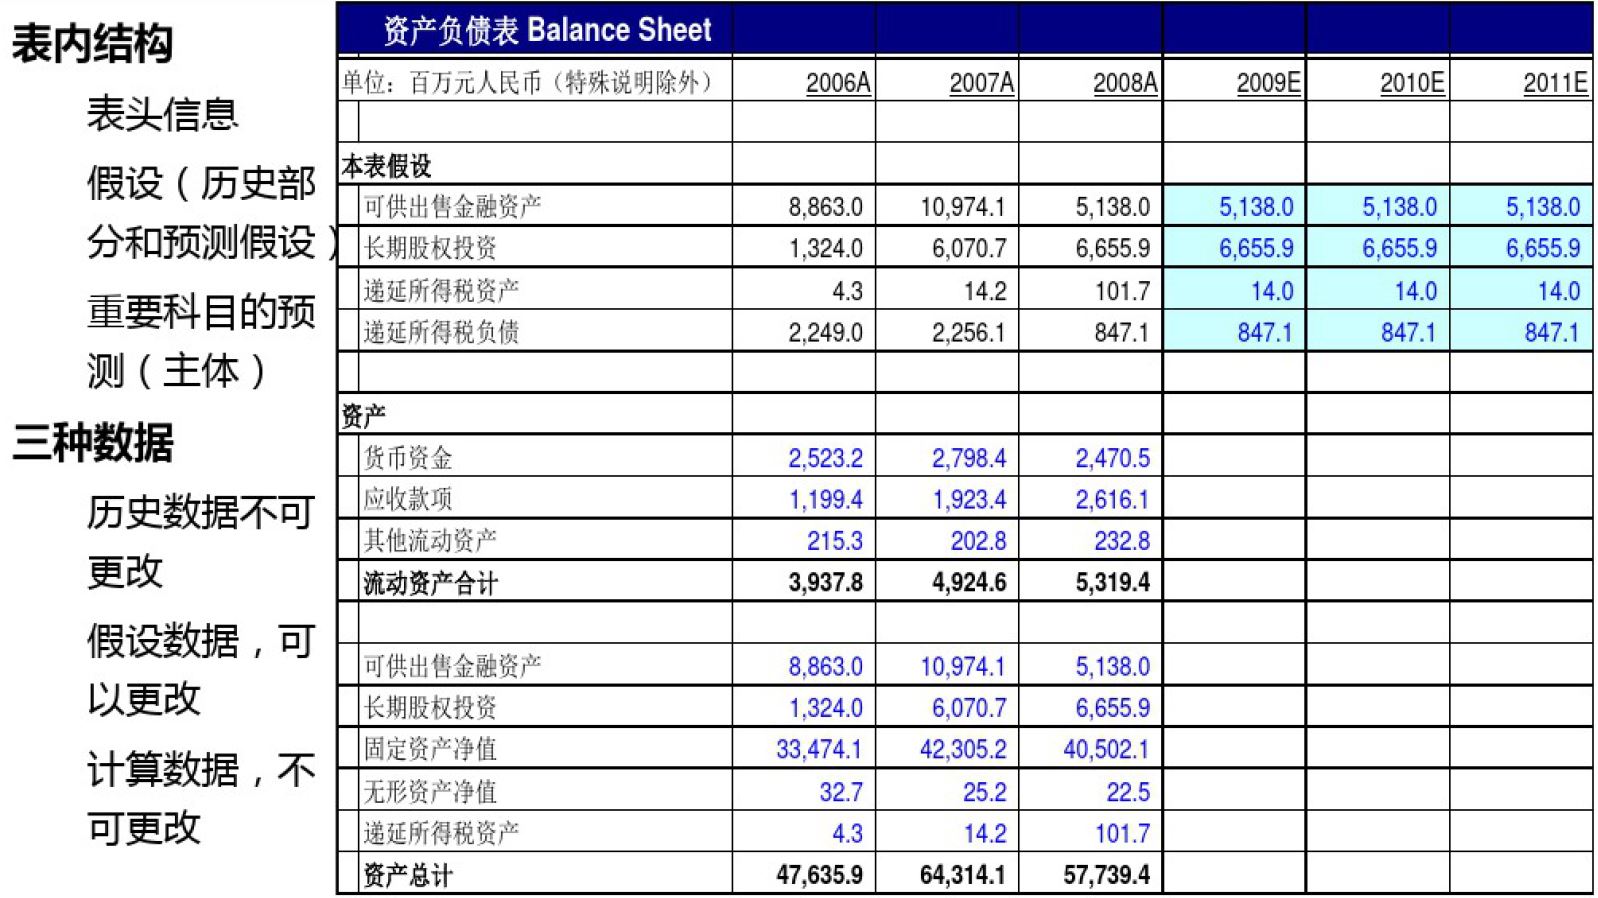 表内结构
表头信息
假设（历史部
分和预测假设）
重要科目的预
测（主体）
三种数据
历史数据不可
更改
假设数据，可
以更改
计算数据，不
可更改
资产负债表 Balance Sheet
单位：百万元人民币（特殊说明除外） 2006A 2007A 2008A 2009E 2010E 2011E
本表假设
可供出售金融资产 8,863.0 10,974.1 5,138.0 5,138.0 5,138.0 5,138.0
长期股权投资 1,324.0 6,070.7 6,655.9 6,655.9 6,655.9 6,655.9
递延所得税资产 4.3 14.2 101.7 14.0 14.0 14.0
递延所得税负债 2,249.0 2,256.1 847.1 847.1 847.1 847.1
资产
货币资金 2,523.2 2,798.4 2,470.5
应收款项 1,199.4 1,923.4 2,616.1
其他流动资产 215.3 202.8 232.8
流动资产合计 3,937.8 4,924.6 5,319.4
可供出售金融资产 8,863.0 10,974.1 5,138.0
长期股权投资 1,324.0 6,070.7 6,655.9
固定资产净值 33,474.1 42,305.2 40,502.1
无形资产净值 32.7 25.2 22.5
递延所得税资产 4.3 14.2 101.7
资产总计 47,635.9 64,314.1 57,739.4